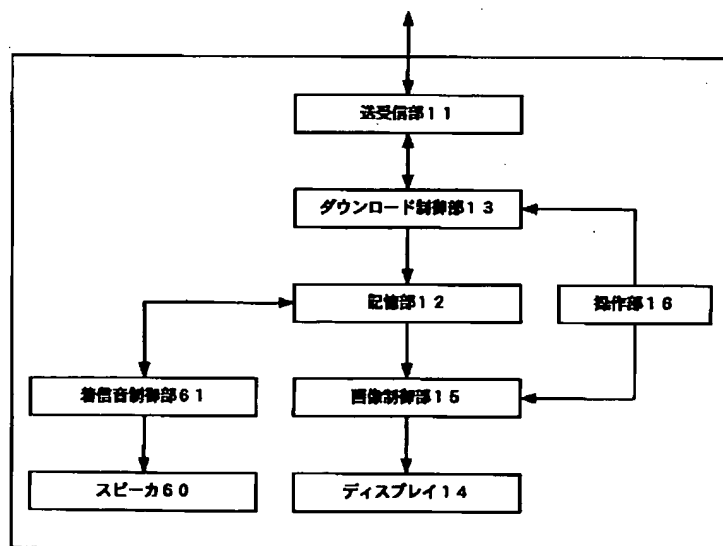 送受信部11
ダウンロード制御部13
記憶部12
操作部16
着信音制御部61
画像制御部15
スピーカ60
ディスプレイ14